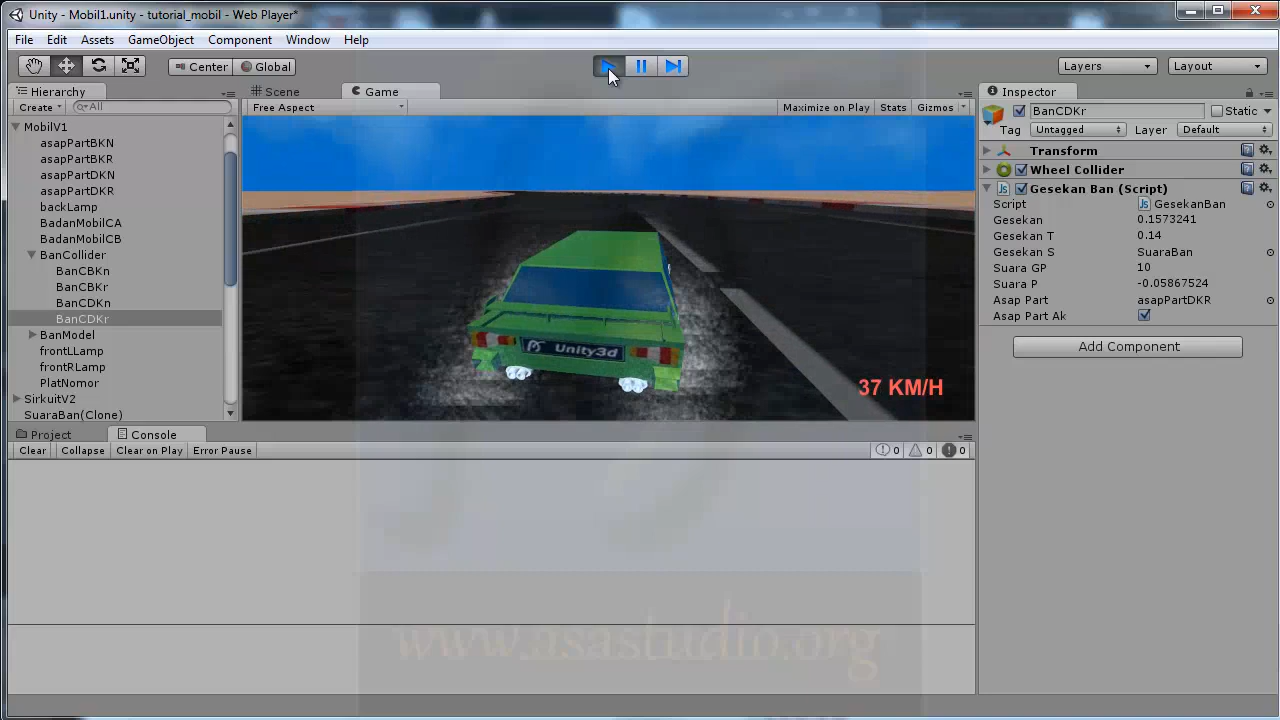 Unity - Mobil1.unity - tutorial_mobil - Web Player*
File Edit Assets GameObject Component Window Help
Center Global Layers Layout
Hierarchy
Create All
MobilV1
asapPartBKN
asapPartBKR
asapPartDKN
asapPartDKR
backLamp
BadanMobilCA
BadanMobilCB
BanCollider
BanCBKn
BanCBKr
BanCDKn
BanCDKr
BanModel
frontLLamp
frontRLamp
PlatNomor
SirkuitV2
SuaraBan(Clone)
Scene Game
Free Aspect Maximize on Play Stats Gizmos
Unity3d
37 KM/H
Inspector
BanCDKr Static
Tag Untagged Layer Default
Transform
Wheel Collider
Gesekan Ban (Script)
Script GesekanBan
Gesekan 0.1573241
Gesekan T 0.14
Gesekan S SuaraBan
Suara GP 10
Suara P -0.05867524
Asap Part asapPartDKR
Asap Part Ak
Add Component
Project Console
Clear Collapse Clear on Play Error Pause 0 0 0
www.asastudio.org